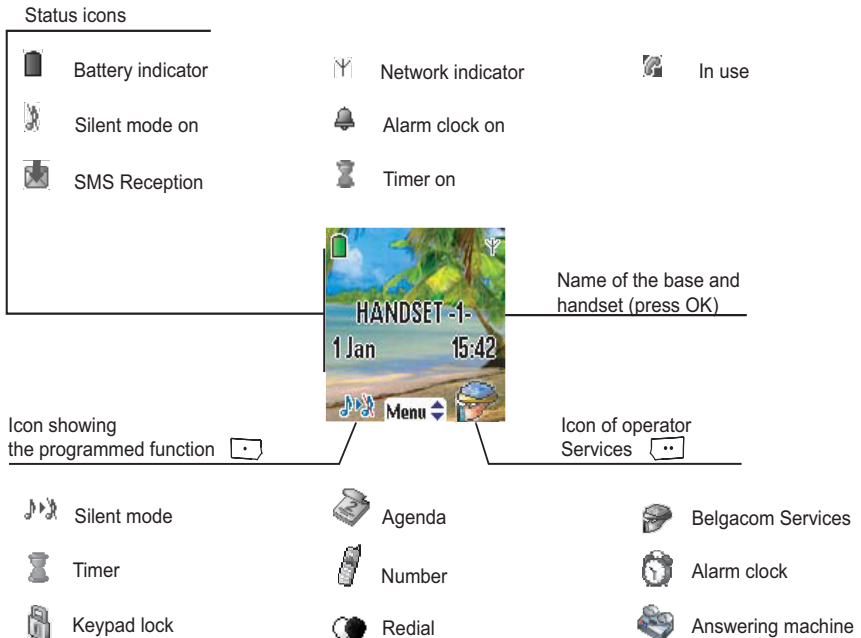 Status icons
Battery indicator
Network indicator
In use
Silent mode on
Alarm clock on
SMS Reception
Timer on
HANDSET -1-
1 Jan 15:42
Menu
Name of the base and
handset (press OK)
Icon showing
the programmed function
Icon of operator
Services
Silent mode
Agenda
Belgacom Services
Timer
Number
Alarm clock
Keypad lock
Redial
Answering machine
2